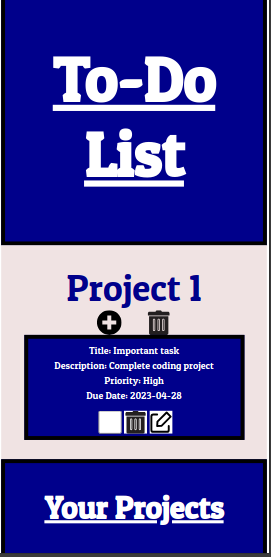 To-Do
List
Project 1
Title: Important task
Description: Complete coding project
Priority: High
Due Date: 2023-04-28
Your Projects